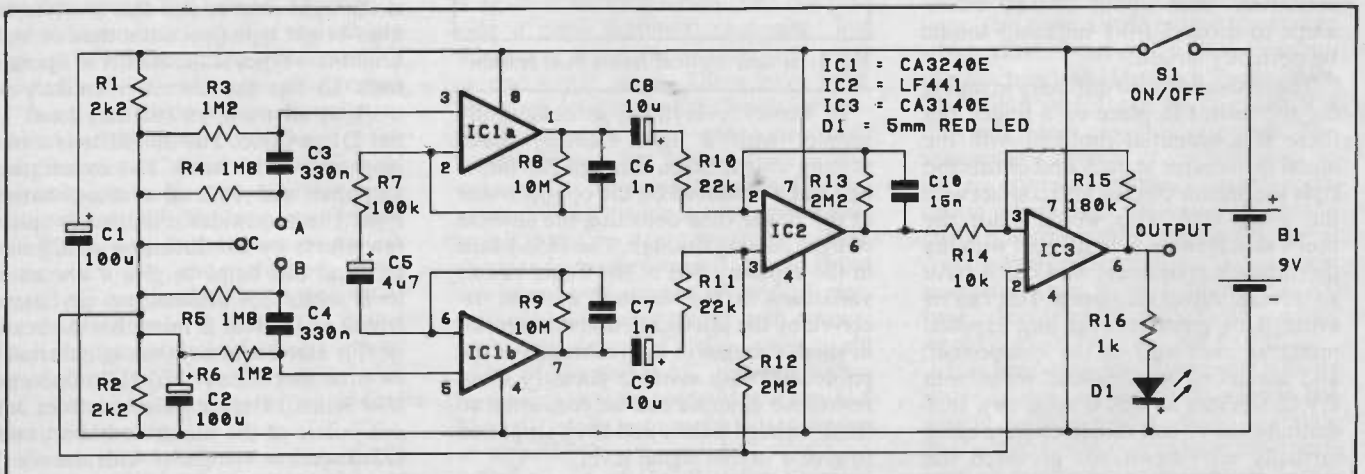 R1
2k2
R3
1M2
R4 1M8
C3
330n
R7
100k
C1
100u
A
C
B
C5
4u7
R5 1M8
C4
330n
R6
1M2
R2
2k2
C2
100u
3
2
8
1
IC1a
R8
10M
C8
10u
C6
1n
6
5
IC1b
4
7
R9
10M
C7
1n
C9
10u
R10
22k
R11
22k
R12
2M2
IC1 = CA3240E
IC2 = LF441
IC3 = CA3140E
D1 = 5mm RED LED
2
3
7
6
4
IC2
R13
2M2
C10
15n
R14
10k
3
2
7
4
6
IC3
R15
180k
OUTPUT
R16
1k
D1
S1
ON/OFF
+
B1
9V